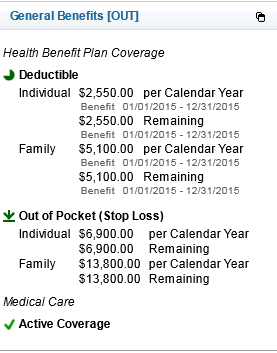 General Benefits [OUT]
Health Benefit Plan Coverage
Deductible
Individual $2,550.00 per Calendar Year
Benefit 01/01/2015 - 12/31/2015
$2,550.00 Remaining
Benefit 01/01/2015 - 12/31/2015
Family $5,100.00 per Calendar Year
Benefit 01/01/2015 - 12/31/2015
$5,100.00 Remaining
Benefit 01/01/2015 - 12/31/2015
Out of Pocket (Stop Loss)
Individual $6,900.00 per Calendar Year
$6,900.00 Remaining
Family $13,800.00 per Calendar Year
$13,800.00 Remaining
Medical Care
Active Coverage